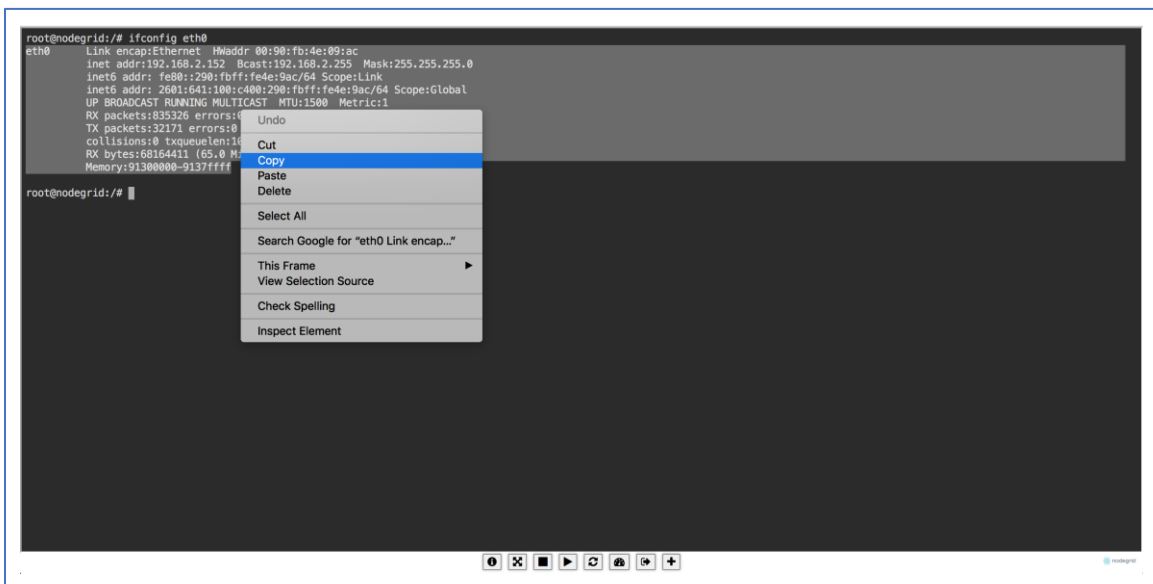 root@nodegrid:/# ifconfig eth0
eth0 Link encap:Ethernet HWaddr 00:90:fb:4e:09:ac
inet addr:192.168.2.152 Bcast:192.168.2.255 Mask:255.255.255.0
inet6 addr: fe80::290:fbff:fe4e:9ac/64 Scope:Link
inet6 addr: 2601:641:100:c400:290:fbff:fe4e:9ac/64 Scope:Global
UP BROADCAST RUNNING MULTICAST MTU:1500 Metric:1
RX packets:835326 errors:0
TX packets:32171 errors:0
collisions:0
RX bytes:68164411 (65.0
Memory:91300000-9137ffff
root@nodegrid:/#
Undo
Cut
Copy
Paste
Delete
Select All
Search Google for “eth0 Link encap...”
This Frame
View Selection Source
Check Spelling
Inspect Element
nodegrid